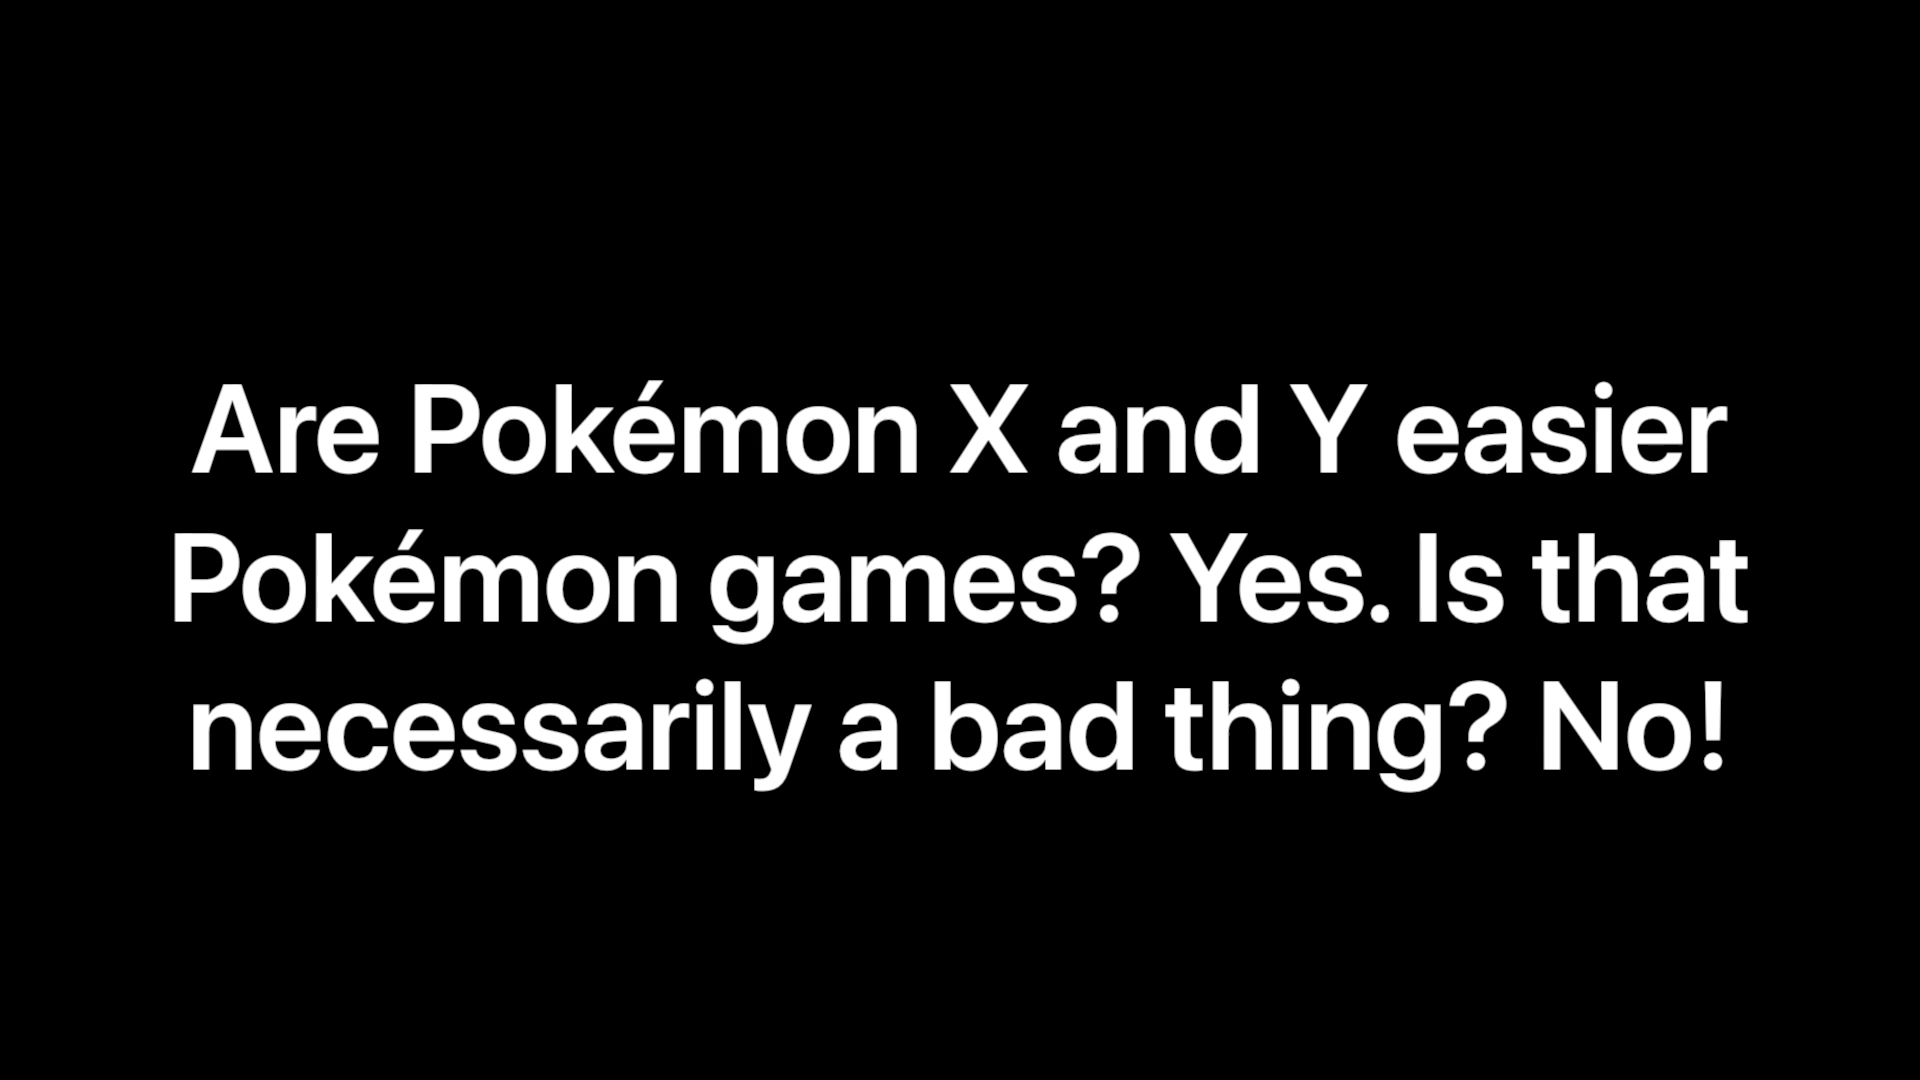 Are Pokémon X and Y easier
Pokémon games? Yes. Is that
necessarily a bad thing? No!